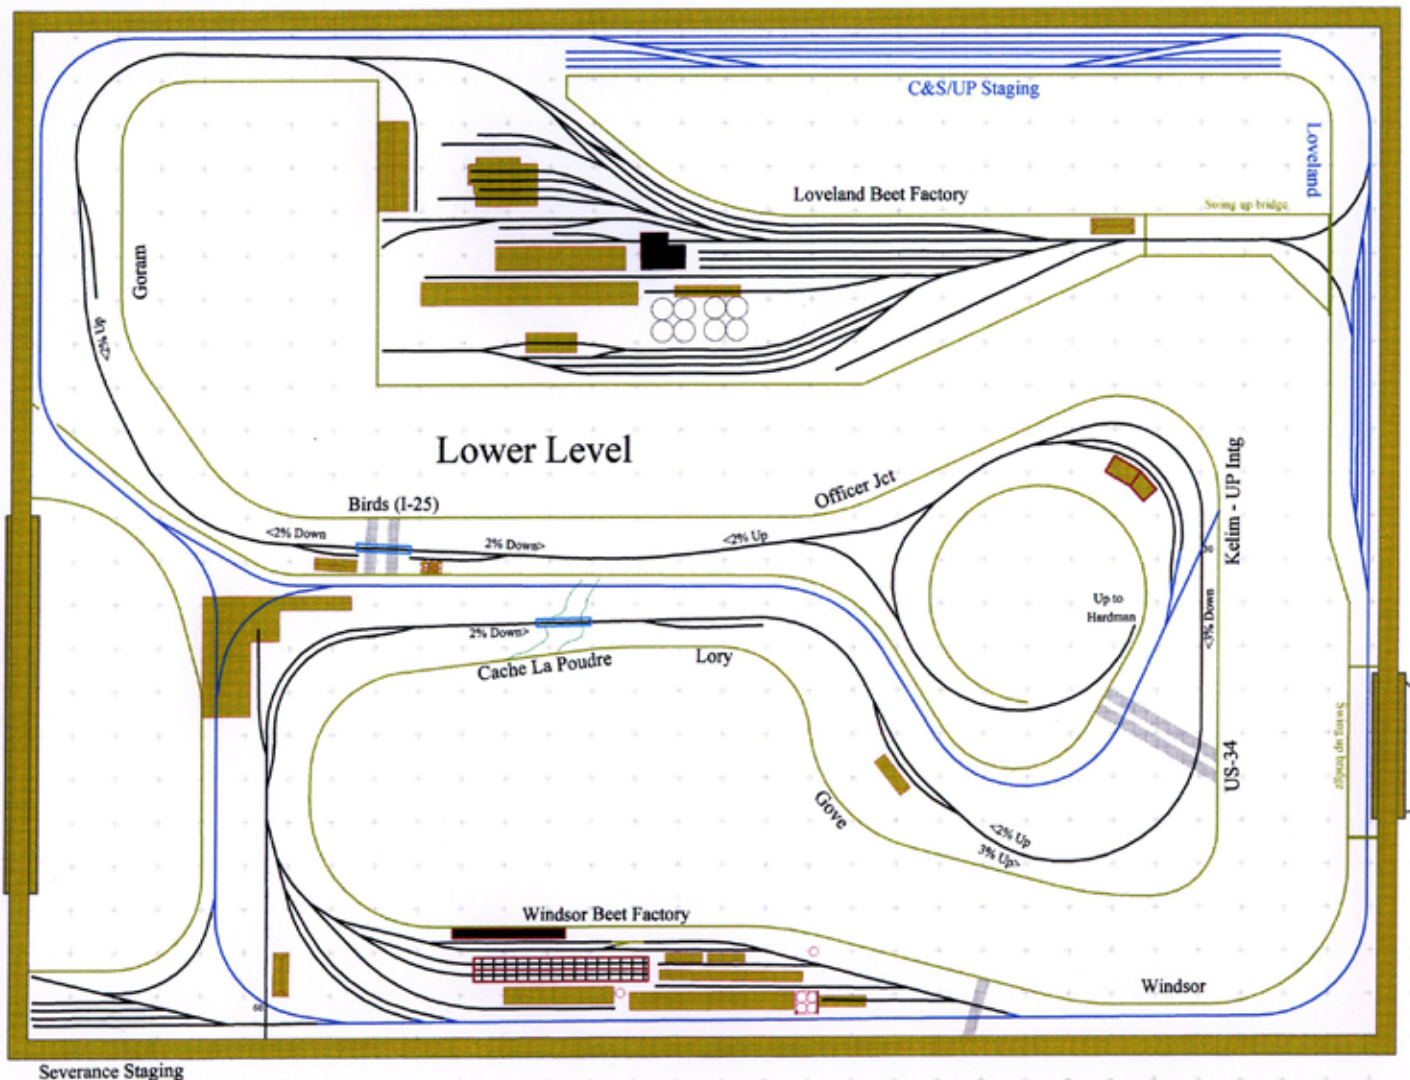 C&S/UP Staging
Loveland
Loveland Beet Factory
Swing up bridge
Goram
<2% Up
Lower Level
Birds (I-25)
Officer Jct
Kelim - UP Intg
<2% Down
2% Down>
<2% Up
Up to
Hardman
<3% Down
2% Down>
Cache La Poudre
Lory
Swing up bridge
US-34
Gove
<2% Up
3% Up>
Windsor Beet Factory
Windsor
Severance Staging